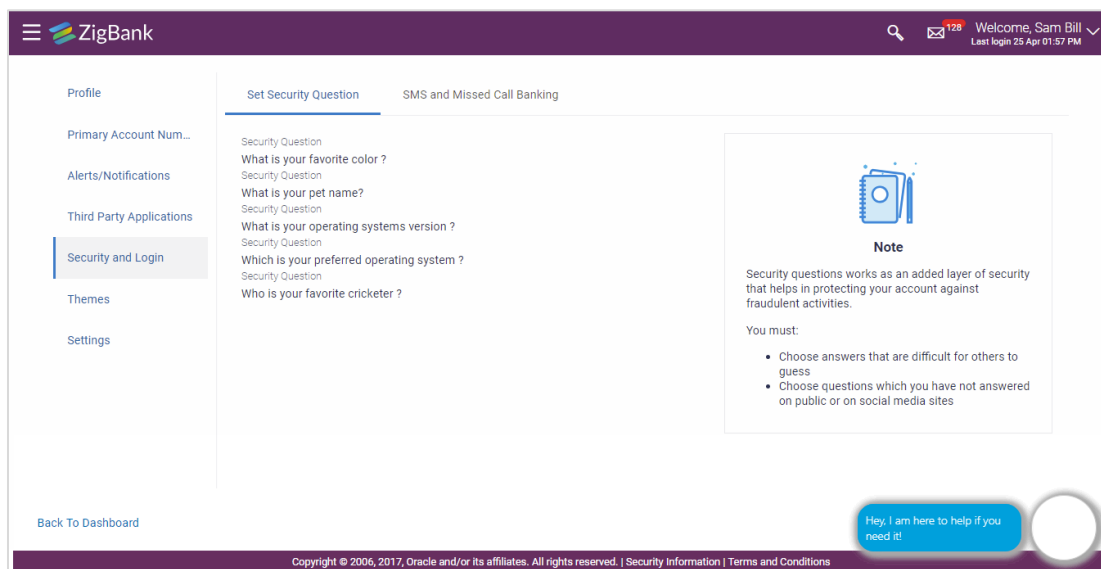 ZigBank
128
Welcome, Sam Bill
Last login 25 Apr 01:57 PM
Profile
Primary Account Num...
Alerts/Notifications
Third Party Applications
Security and Login
Themes
Settings
Set Security Question
SMS and Missed Call Banking
Security Question
What is your favorite color ?
Security Question
What is your pet name?
Security Question
What is your operating systems version ?
Security Question
Which is your preferred operating system ?
Security Question
Who is your favorite cricketer ?
Note
Security questions works as an added layer of security
that helps in protecting your account against
fraudulent activities.
You must:
• Choose answers that are difficult for others to
guess
• Choose questions which you have not answered
on public or on social media sites
Back To Dashboard
Hey, I am here to help if you
need it!
Copyright © 2006, 2017, Oracle and/or its affiliates. All rights reserved. | Security Information | Terms and Conditions